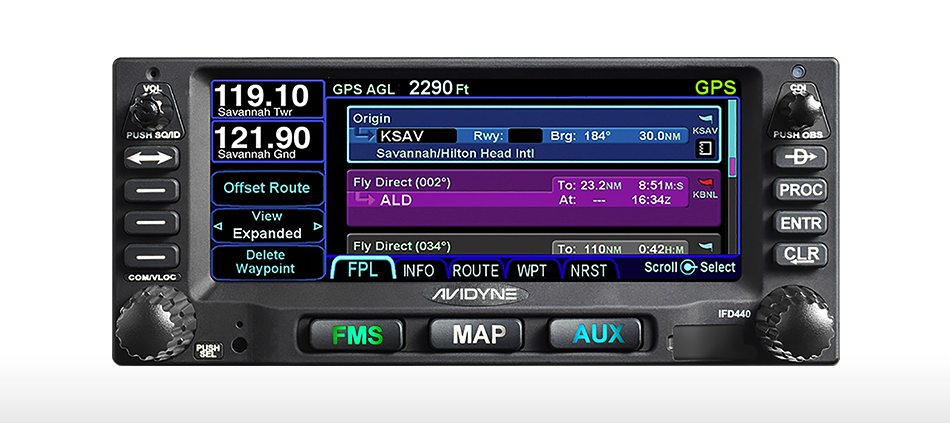 VOL
PUSH SQ/ID
COM/VLOC
PUSH
SEL
119.10
Savannah Twr
121.90
Savannah Gnd
Offset Route
View
Expanded
Delete
Waypoint
GPS AGL 2290 Ft GPS
Origin
KSAV Rwy: Brg: 184° 30.0NM
Savannah/Hilton Head Intl
KSAV
Fly Direct (002°) To: 23.2NM 8:51M:S
ALD At: --- 16:34Z
KBNL
Fly Direct (034°) To: 110NM 0:42H:M
FPL INFO ROUTE WPT NRST Scroll Select
AVIDYNE
FMS MAP AUX
CDI
PUSH OBS
D
PROC
ENTR
CLR
IFD440